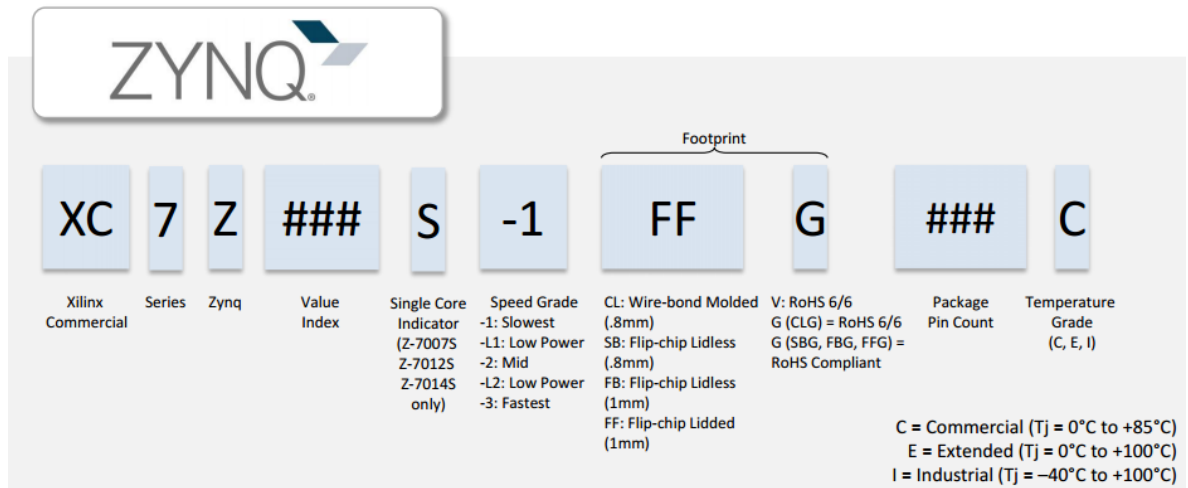 ZYNQ®
Footprint
XC 7 Z ### S -1 FF G ### C
Xilinx
Commercial
Series
Zynq
Value
Index
Single Core
Indicator
(Z-7007S
Z-7012S
Z-7014S
only)
Speed Grade
-1: Slowest
-L1: Low Power
-2: Mid
-L2: Low Power
-3: Fastest
CL: Wire-bond Molded
(.8mm)
SB: Flip-chip Lidless
(.8mm)
FB: Flip-chip Lidless
(1mm)
FF: Flip-chip Lidded
(1mm)
V: RoHS 6/6
G (CLG) = RoHS 6/6
G (SBG, FBG, FFG) =
RoHS Compliant
Package
Pin Count
Temperature
Grade
(C, E, I)
C = Commercial (Tj = 0°C to +85°C)
E = Extended (Tj = 0°C to +100°C)
I = Industrial (Tj = –40°C to +100°C)